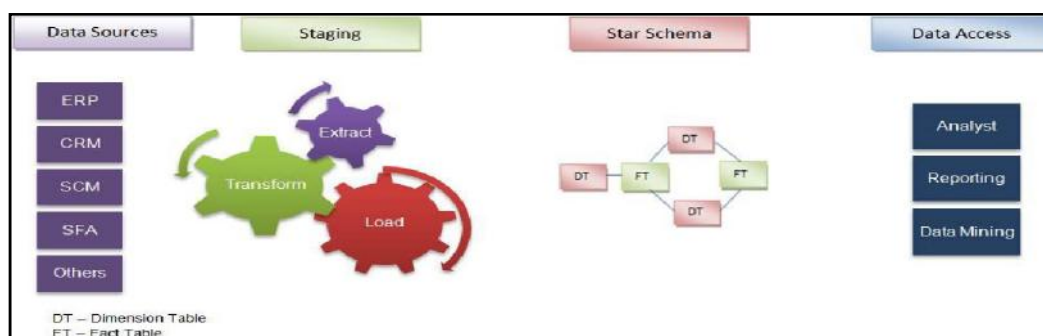 Data Sources
Staging
Star Schema
Data Access
ERP
CRM
SCM
SFA
Others
Extract
Transform
Load
DT
DT
FT
FT
DT
Analyst
Reporting
Data Mining
DT – Dimension Table
FT – Fact Table